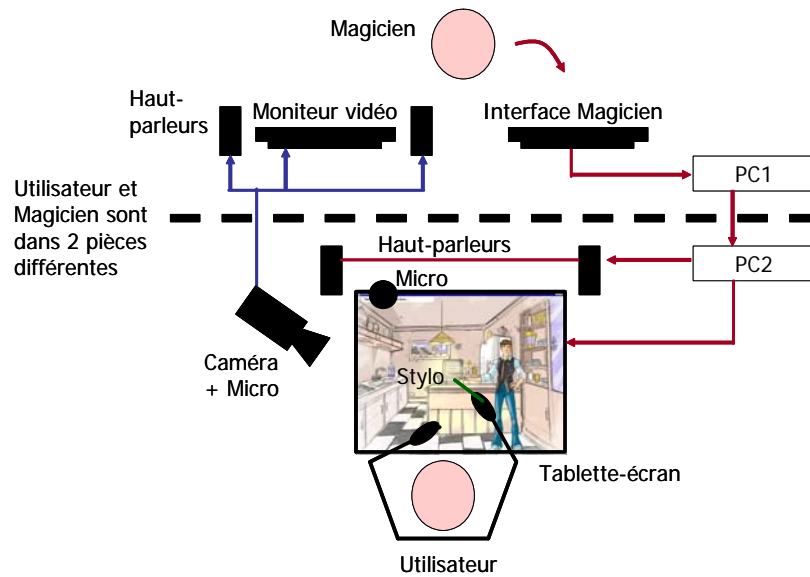 Magicien
Haut-
parleurs
Moniteur vidéo
Interface Magicien
PC1
Utilisateur et
Magicien sont
dans 2 pièces
différentes
Haut-parleurs
PC2
Micro
Caméra
+ Micro
Stylo
Tablette-écran
Utilisateur